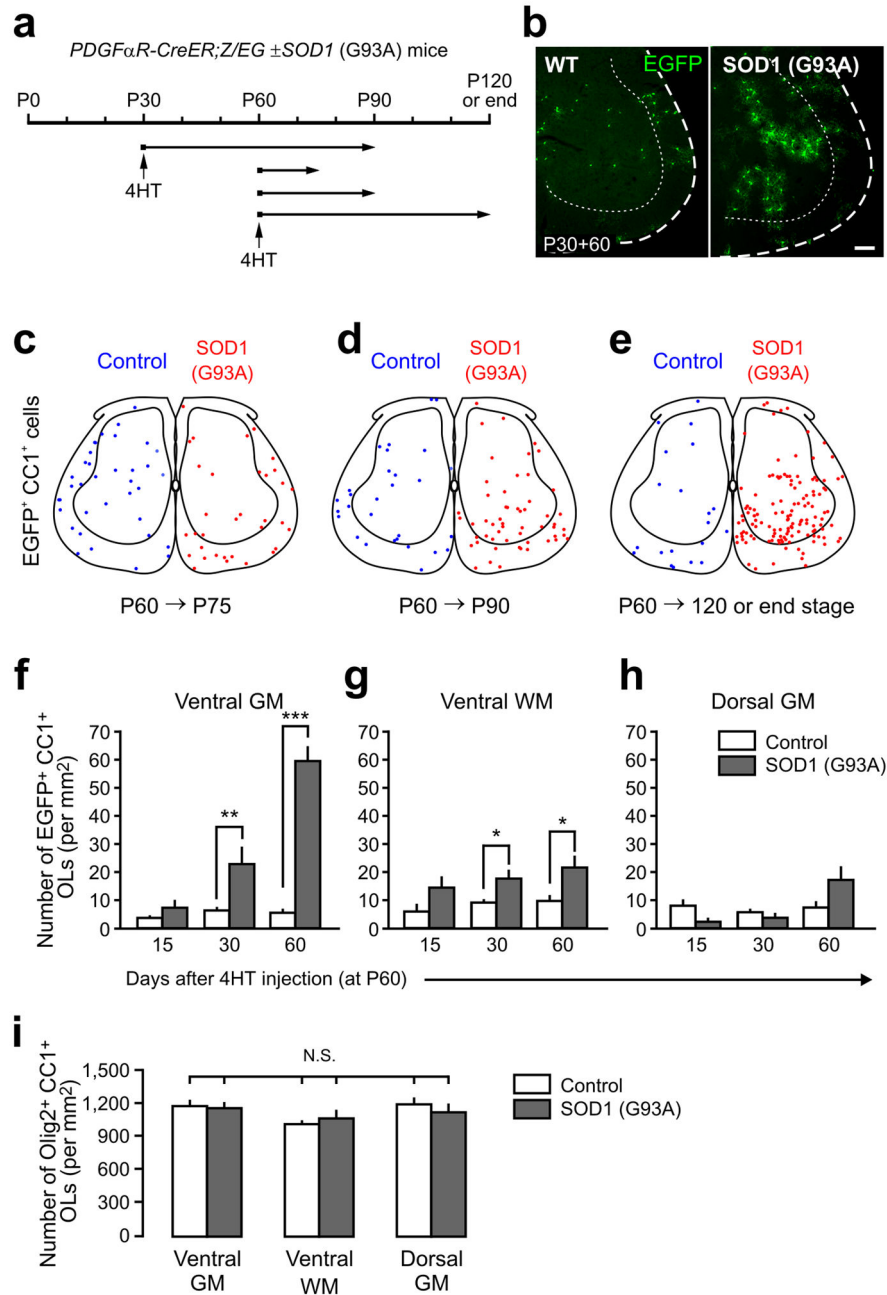 a
PDGFαR-CreER;Z/EG ±SOD1 (G93A) mice
P0 P30 P60 P90 P120
or end
4HT
4HT
b
WT EGFP SOD1 (G93A)
P30+60
EGFP+ CC1+ cells
c
Control SOD1
(G93A)
P60 → P75
d
Control SOD1
(G93A)
P60 → P90
e
Control SOD1
(G93A)
P60 → 120 or end stage
Number of EGFP+ CC1+
OLs (per mm2)
f
Ventral GM
70
60
50
40
30
20
10
0
**
***
15 30 60
g
Ventral WM
70
60
50
40
30
20
10
0
*
*
15 30 60
h
Dorsal GM
70
60
50
40
30
20
10
0
Control
SOD1 (G93A)
15 30 60
Days after 4HT injection (at P60)
i
Number of Olig2+ CC1+
OLs (per mm2)
1,500
1,200
900
600
300
0
N.S.
Control
SOD1 (G93A)
Ventral
GM
Ventral
WM
Dorsal
GM